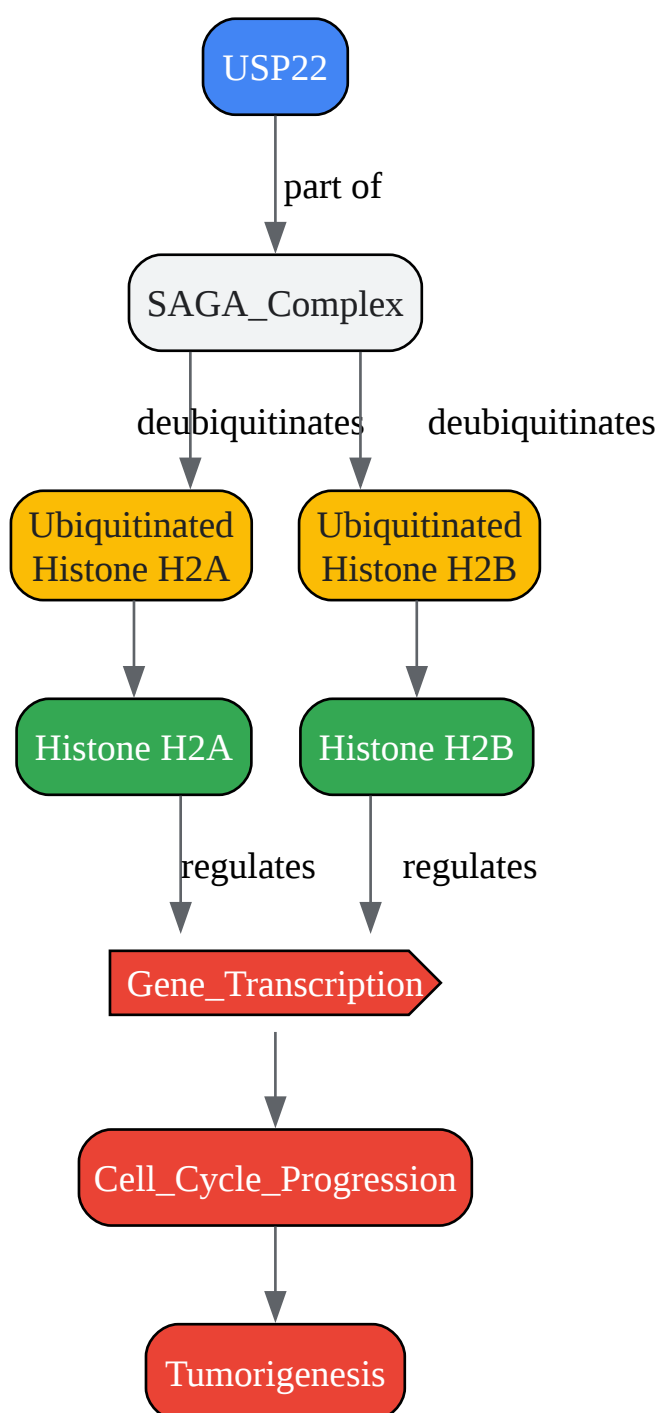 USP22
part of
SAGA_Complex
deubiquitinates
deubiquitinates
Ubiquitinated
Histone H2A
Ubiquitinated
Histone H2B
Histone H2A
Histone H2B
regulates
regulates
Gene_Transcription
Cell_Cycle_Progression
Tumorigenesis